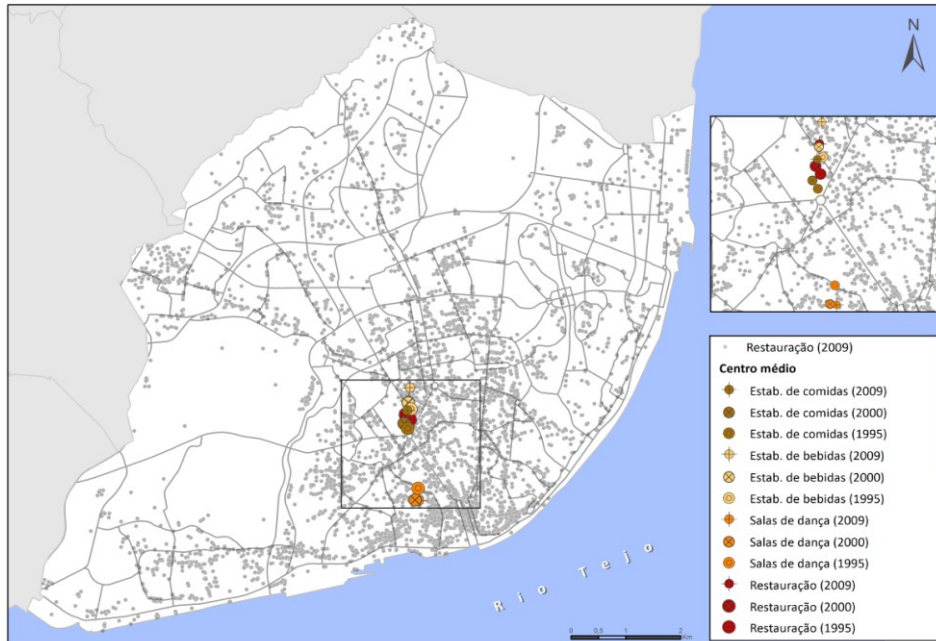 N
Restauração (2009)
Centro médio
Estab. de comidas (2009)
Estab. de comidas (2000)
Estab. de comidas (1995)
Estab. de bebidas (2009)
Estab. de bebidas (2000)
Estab. de bebidas (1995)
Salas de dança (2009)
Salas de dança (2000)
Salas de dança (1995)
Restauração (2009)
Restauração (2000)
Restauração (1995)
Rio Tejo
0 0,5 1 2
Km